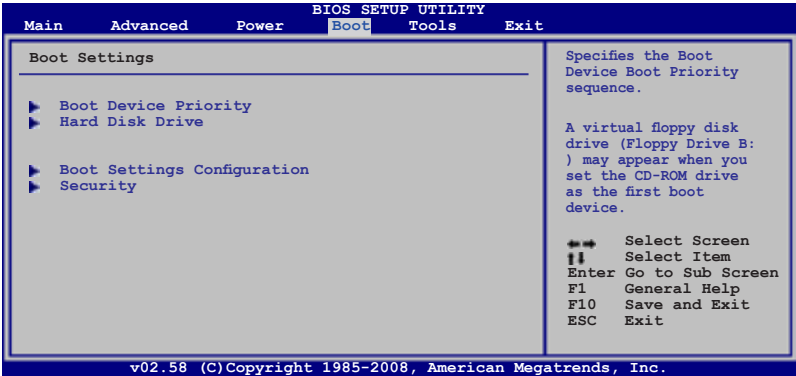 BIOS SETUP UTILITY
Main Advanced Power Boot Tools Exit
Boot Settings
Boot Device Priority
Hard Disk Drive
Boot Settings Configuration
Security
Specifies the Boot
Device Boot Priority
sequence.
A virtual floppy disk
drive (Floppy Drive B:
) may appear when you
set the CD-ROM drive
as the first boot
device.
←→ Select Screen
↑↓ Select Item
Enter Go to Sub Screen
F1 General Help
F10 Save and Exit
ESC Exit
v02.58 (C)Copyright 1985-2008, American Megatrends, Inc.